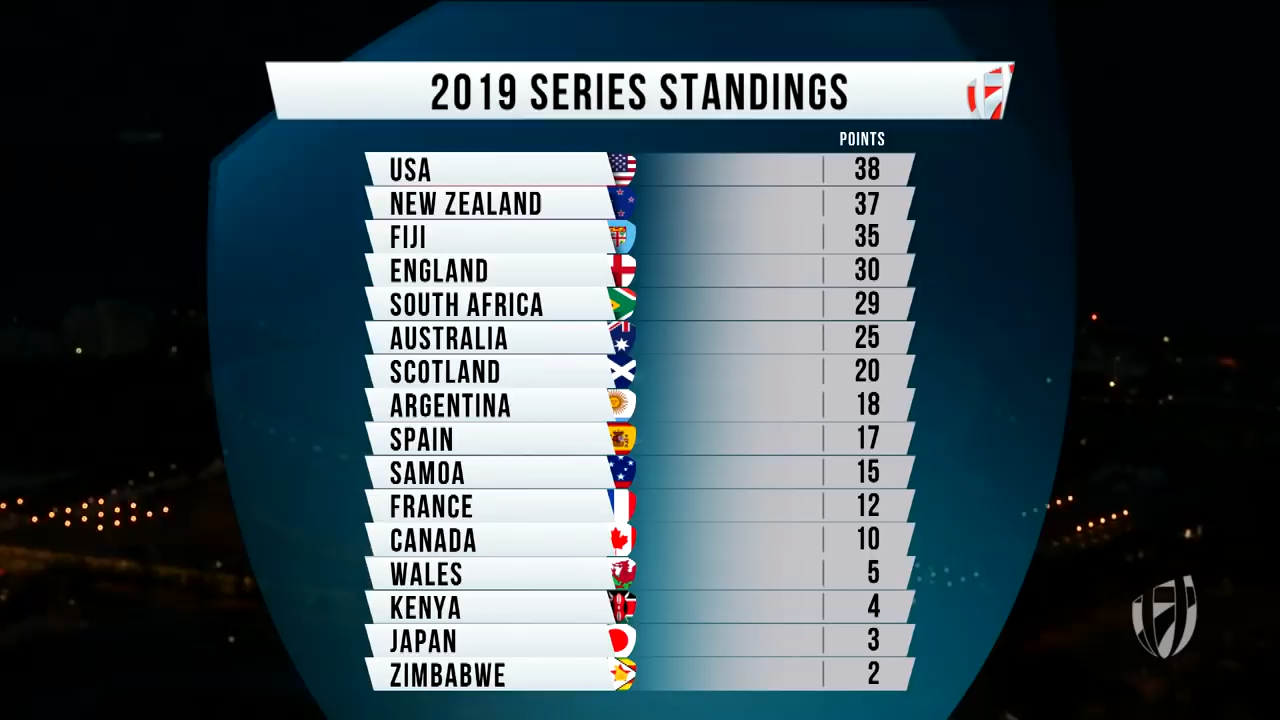 2019 SERIES STANDINGS
POINTS
USA 38
NEW ZEALAND 37
FIJI 35
ENGLAND 30
SOUTH AFRICA 29
AUSTRALIA 25
SCOTLAND 20
ARGENTINA 18
SPAIN 17
SAMOA 15
FRANCE 12
CANADA 10
WALES 5
KENYA 4
JAPAN 3
ZIMBABWE 2